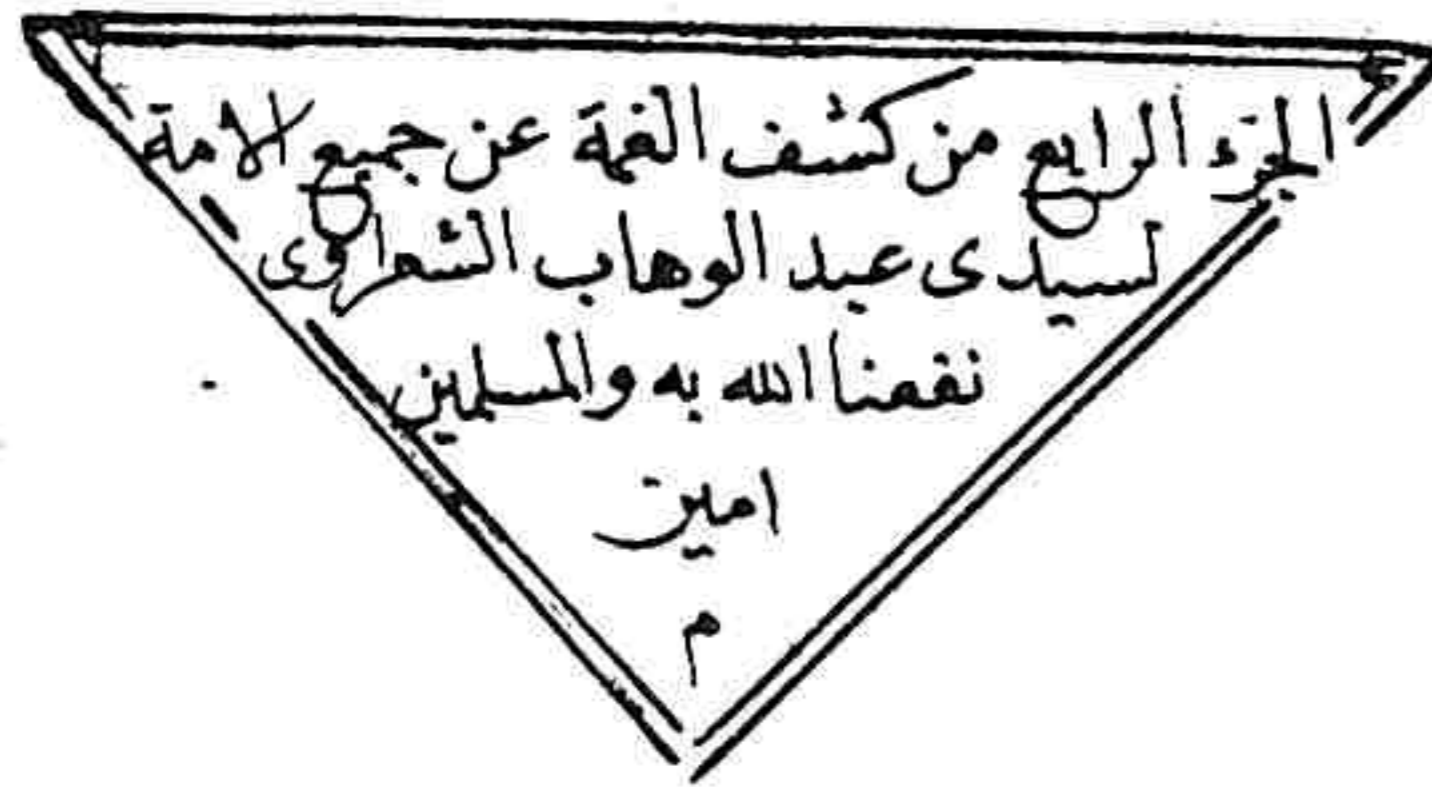 الجزء الرابع من كشف الغمة عن جميع الامة
لسيدى عبد الوهاب الشعراوى
نفعنا الله به والمسلمين
امين
م